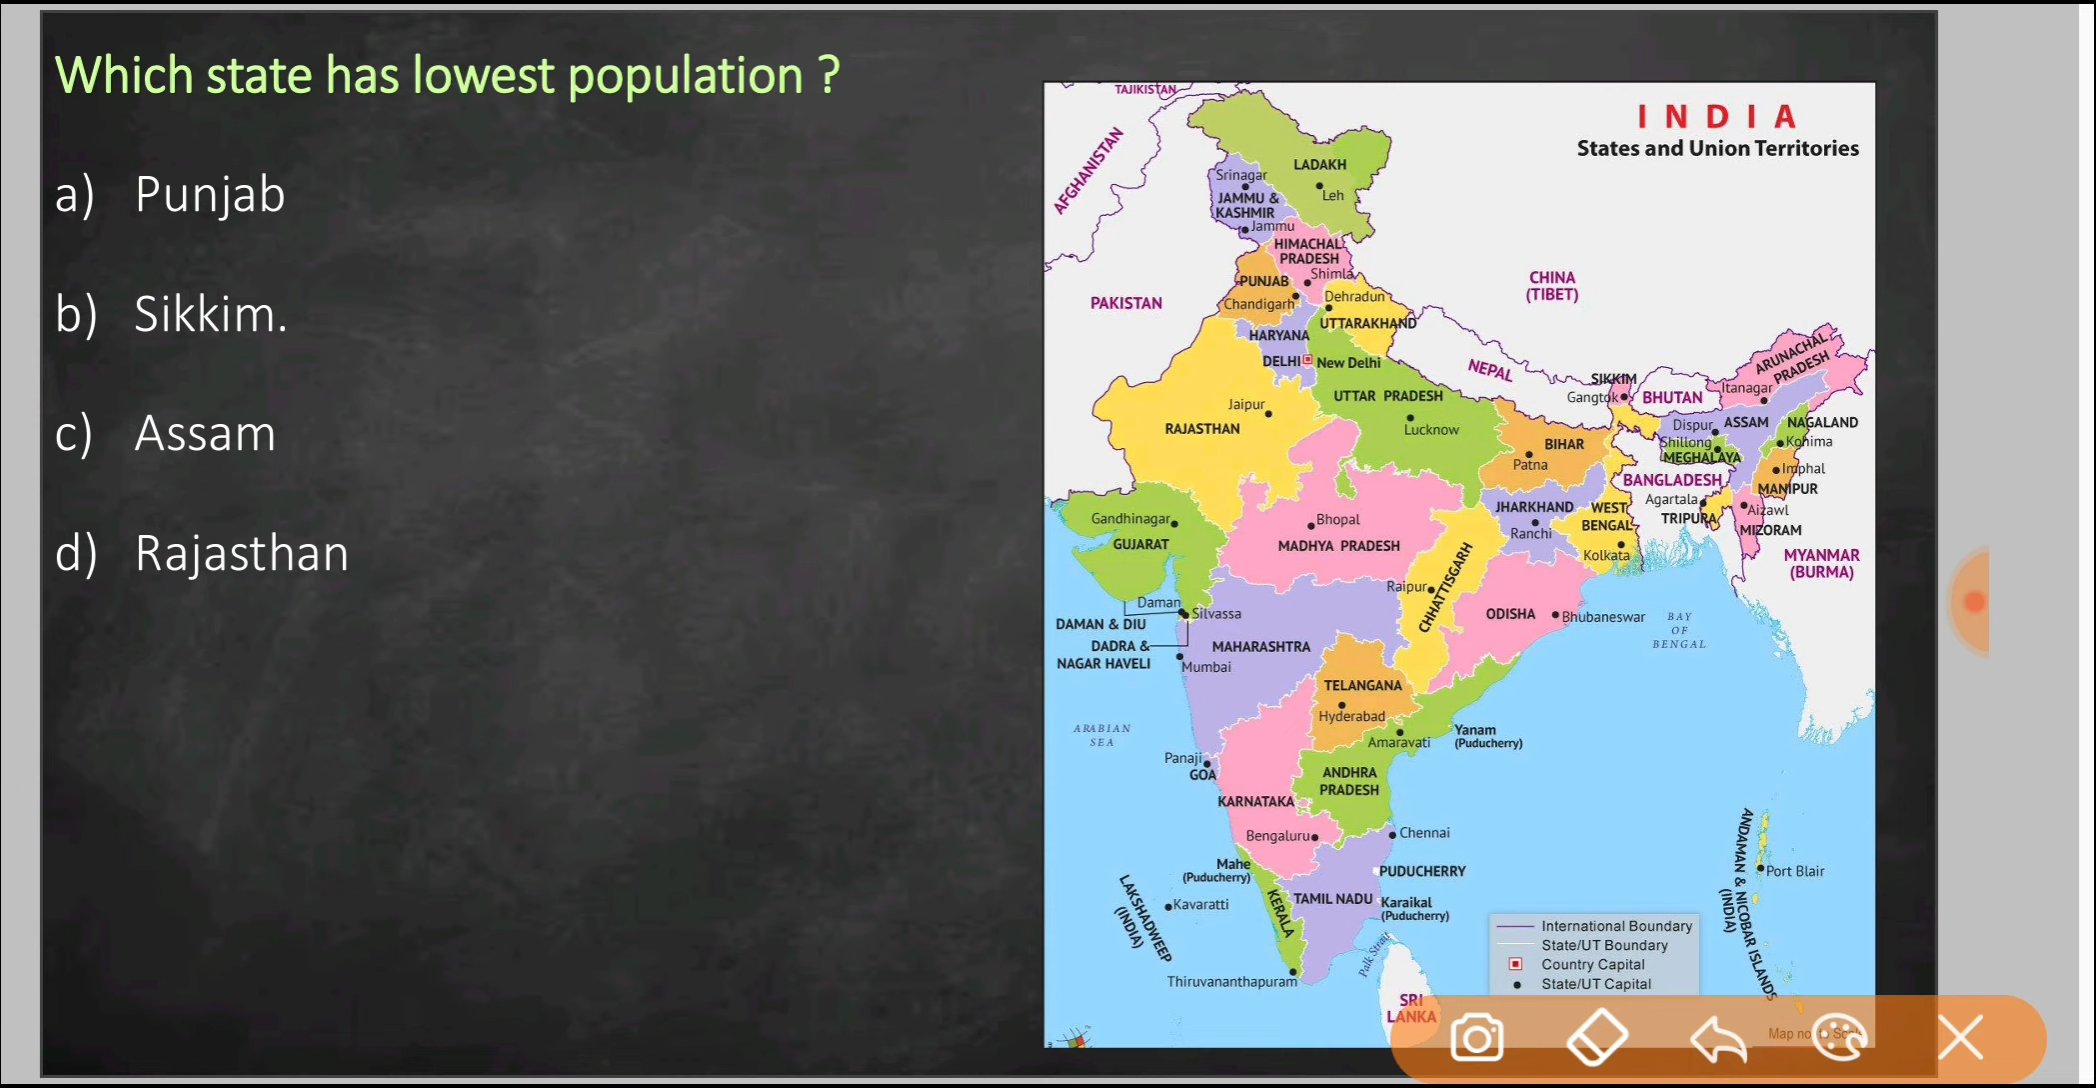 Which state has lowest population ?
a) Punjab
b) Sikkim.
c) Assam
d) Rajasthan
INDIA
States and Union Territories
TAJIKISTAN
AFGHANISTAN
LADAKH
Leh
Srinagar
JAMMU &
KASHMIR
Jammu
HIMACHAL
PRADESH
Shimla
PUNJAB
Chandigarh
Dehradun
UTTARAKHAND
HARYANA
DELHI
New Delhi
PAKISTAN
CHINA
(TIBET)
NEPAL
SIKKIM
Gangtok
BHUTAN
ARUNACHAL
PRADESH
Itanagar
UTTAR PRADESH
Lucknow
Jaipur
RAJASTHAN
BIHAR
Patna
Dispur
ASSAM
NAGALAND
Kohima
Shillong
MEGHALAYA
Imphal
MANIPUR
BANGLADESH
Agartala
TRIPURA
Aizawl
MIZORAM
MYANMAR
(BURMA)
JHARKHAND
Ranchi
WEST
BENGAL
Kolkata
Gandhinagar
GUJARAT
Bhopal
MADHYA PRADESH
Raipur
CHHATTISGARH
ODISHA
Bhubaneswar
BAY
OF
BENGAL
Daman
Silvassa
DAMAN & DIU
DADRA &
NAGAR HAVELI
MAHARASHTRA
Mumbai
TELANGANA
Hyderabad
Amaravati
Yanam
(Puducherry)
ARABIAN
SEA
Panaji
GOA
ANDHRA
PRADESH
KARNATAKA
Bengaluru
Chennai
Mahe
(Puducherry)
PUDUCHERRY
KERALA
TAMIL NADU
Karaikal
(Puducherry)
LAKSHADWEEP
(INDIA)
Kavaratti
Thiruvananthapuram
Palk Strait
SRI
LANKA
ANDAMAN & NICOBAR ISLANDS
(INDIA)
Port Blair
International Boundary
State/UT Boundary
Country Capital
State/UT Capital
Map no